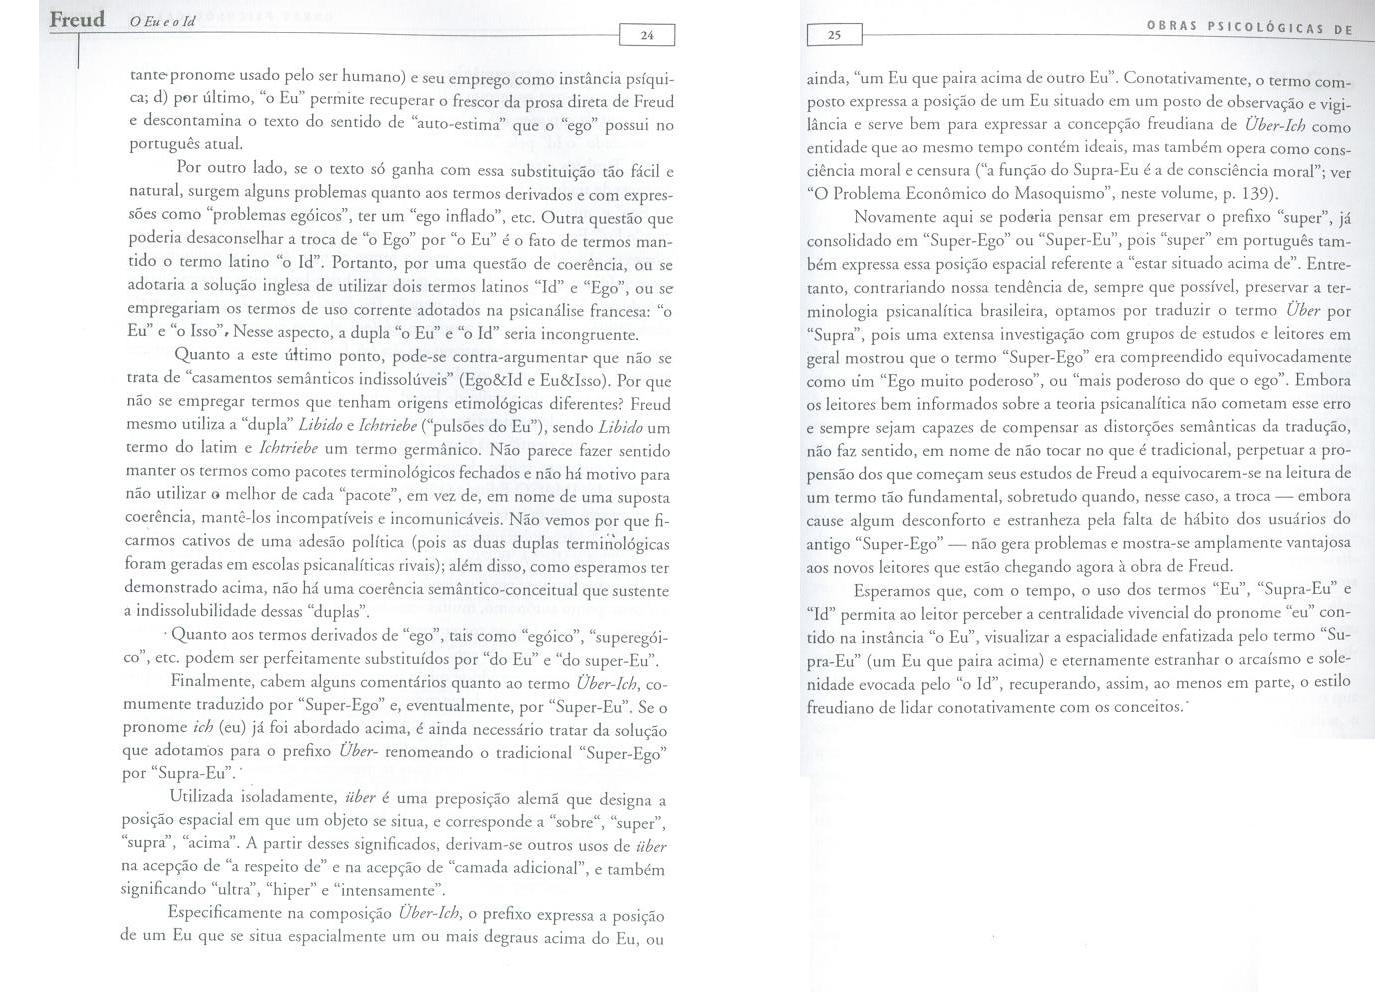 Freud O Eu e o Id
24
tante pronome usado pelo ser humano) e seu emprego como instância psíqui-
ca; d) por último, “o Eu” permite recuperar o frescor da prosa direta de Freud
e descontamina o texto do sentido de “auto-estima” que o “ego” possui no
português atual.
Por outro lado, se o texto só ganha com essa substituição tão fácil e
natural, surgem alguns problemas quanto aos termos derivados e com expres-
sões como “problemas egóicos”, ter um “ego inflado”, etc. Outra questão que
poderia desaconselhar a troca de “o Ego” por “o Eu” é o fato de termos man-
tido o termo latino “o Id”. Portanto, por uma questão de coerência, ou se
adotaria a solução inglesa de utilizar dois termos latinos “Id” e “Ego”, ou se
empregariam os termos de uso corrente adotados na psicanálise francesa: “o
Eu” e “o Isso”. Nesse aspecto, a dupla “o Eu” e “o Id” seria incongruente.
Quanto a este último ponto, pode-se contra-argumentar que não se
trata de “casamentos semânticos indissolúveis” (Ego&Id e Eu&Isso). Por que
não se empregar termos que tenham origens etimológicas diferentes? Freud
mesmo utiliza a “dupla” Libido e Ichtriebe (“pulsões do Eu”), sendo Libido um
termo do latim e Ichtriebe um termo germânico. Não parece fazer sentido
manter os termos como pacotes terminológicos fechados e não há motivo para
não utilizar o melhor de cada “pacote”, em vez de, em nome de uma suposta
coerência, mantê-los incompatíveis e incomunicáveis. Não vemos por que fi-
carmos cativos de uma adesão política (pois as duas duplas terminológicas
foram geradas em escolas psicanalíticas rivais); além disso, como esperamos ter
demonstrado acima, não há uma coerência semântico-conceitual que sustente
a indissolubilidade dessas “duplas”.
Quanto aos termos derivados de “ego”, tais como “egóico”, “superegói-
co”, etc. podem ser perfeitamente substituídos por “do Eu” e “do super-Eu”.
Finalmente, cabem alguns comentários quanto ao termo Über-Ich, co-
mumente traduzido por “Super-Ego” e, eventualmente, por “Super-Eu”. Se o
pronome ich (eu) já foi abordado acima, é ainda necessário tratar da solução
que adotamos para o prefixo Über- renomeando o tradicional “Super-Ego”
por “Supra-Eu”.
Utilizada isoladamente, über é uma preposição alemã que designa a
posição espacial em que um objeto se situa, e corresponde a “sobre“, “super”,
“supra”, “acima”. A partir desses significados, derivam-se outros usos de über
na acepção de “a respeito de” e na acepção de “camada adicional”, e também
significando “ultra”, “hiper” e “intensamente”.
Especificamente na composição Über-Ich, o prefixo expressa a posição
de um Eu que se situa espacialmente um ou mais degraus acima do Eu, ou
25
OBRAS PSICOLÓGICAS DE
ainda, “um Eu que paira acima de outro Eu”. Conotativamente, o termo com-
posto expressa a posição de um Eu situado em um posto de observação e vigi-
lância e serve bem para expressar a concepção freudiana de Über-Ich como
entidade que ao mesmo tempo contém ideais, mas também opera como cons-
ciência moral e censura (“a função do Supra-Eu é a de consciência moral”; ver
“O Problema Econômico do Masoquismo”, neste volume, p. 139).
Novamente aqui se poderia pensar em preservar o prefixo “super”, já
consolidado em “Super-Ego” ou “Super-Eu”, pois “super” em português tam-
bém expressa essa posição espacial referente a “estar situado acima de”. Entre-
tanto, contrariando nossa tendência de, sempre que possível, preservar a ter-
minologia psicanalítica brasileira, optamos por traduzir o termo Über por
“Supra”, pois uma extensa investigação com grupos de estudos e leitores em
geral mostrou que o termo “Super-Ego” era compreendido equivocadamente
como um “Ego muito poderoso”, ou “mais poderoso do que o ego”. Embora
os leitores bem informados sobre a teoria psicanalítica não cometam esse erro
e sempre sejam capazes de compensar as distorções semânticas da tradução,
não faz sentido, em nome de não tocar no que é tradicional, perpetuar a pro-
pensão dos que começam seus estudos de Freud a equivocarem-se na leitura de
um termo tão fundamental, sobretudo quando, nesse caso, a troca — embora
cause algum desconforto e estranheza pela falta de hábito dos usuários do
antigo “Super-Ego” — não gera problemas e mostra-se amplamente vantajosa
aos novos leitores que estão chegando agora à obra de Freud.
Esperamos que, com o tempo, o uso dos termos “Eu”, “Supra-Eu” e
“Id” permita ao leitor perceber a centralidade vivencial do pronome “eu” con-
tido na instância “o Eu”, visualizar a espacialidade enfatizada pelo termo “Su-
pra-Eu” (um Eu que paira acima) e eternamente estranhar o arcaísmo e sole-
nidade evocada pelo “o Id”, recuperando, assim, ao menos em parte, o estilo
freudiano de lidar conotativamente com os conceitos.